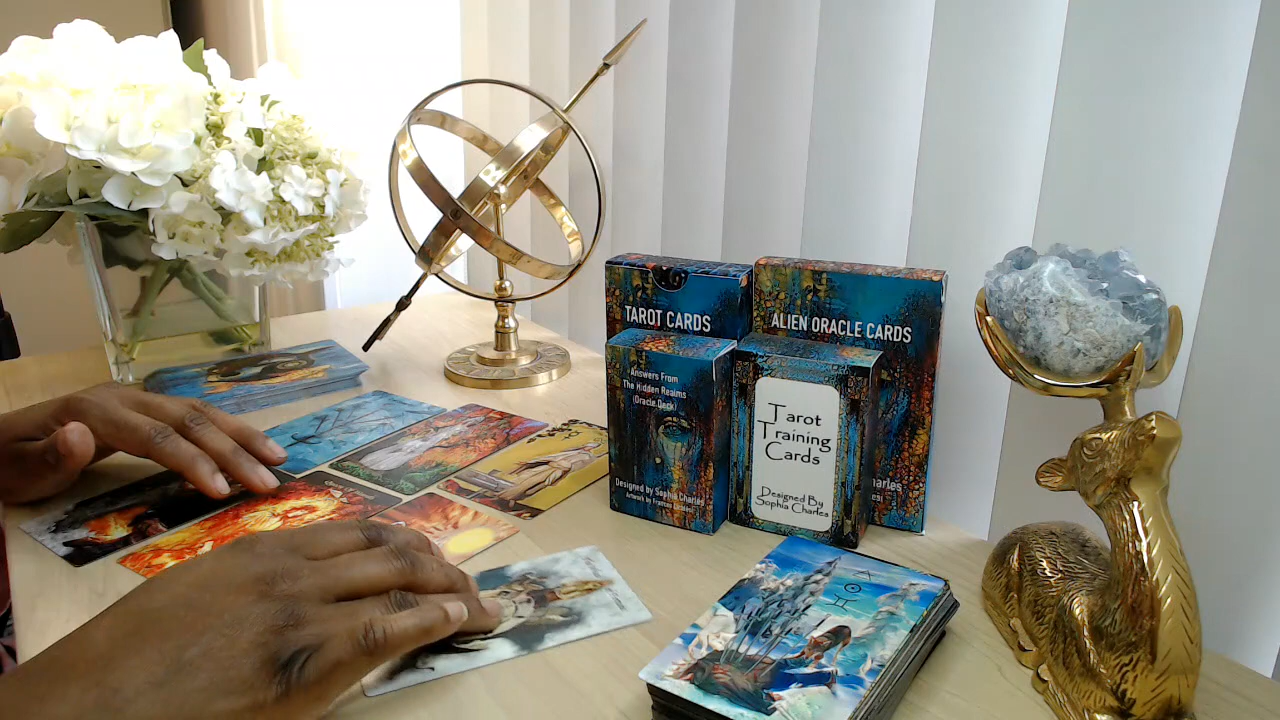 TAROT CARDS
ALIEN ORACLE CARDS
Answers From
The Hidden Realms
(Oracle Deck)
Designed by Sophia Charles
Tarot
Training
Cards
Designed By
Sophia Charles
Charles
X